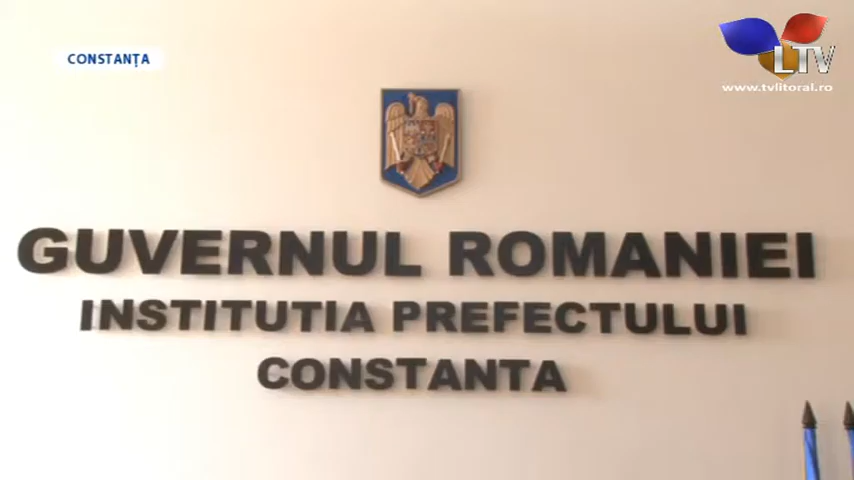 CONSTANȚA
LTV
www.tvlitoral.ro
GUVERNUL ROMANIEI
INSTITUTIA PREFECTULUI
CONSTANTA